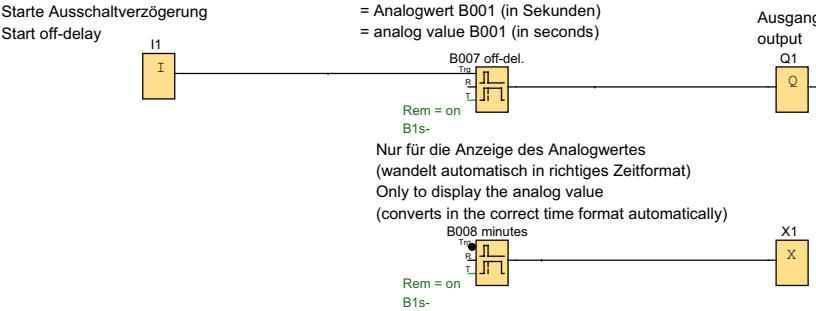 Starte Ausschaltverzögerung
Start off-delay
= Analogwert B001 (in Sekunden)
= analog value B001 (in seconds)
output
I1
I
B007 off-del.
Trg
R
T
Rem = on
B1s-
Q1
Q
Nur für die Anzeige des Analogwertes
(wandelt automatisch in richtiges Zeitformat)
Only to display the analog value
(converts in the correct time format automatically)
B008 minutes
Trg
R
T
Rem = on
B1s-
X1
X